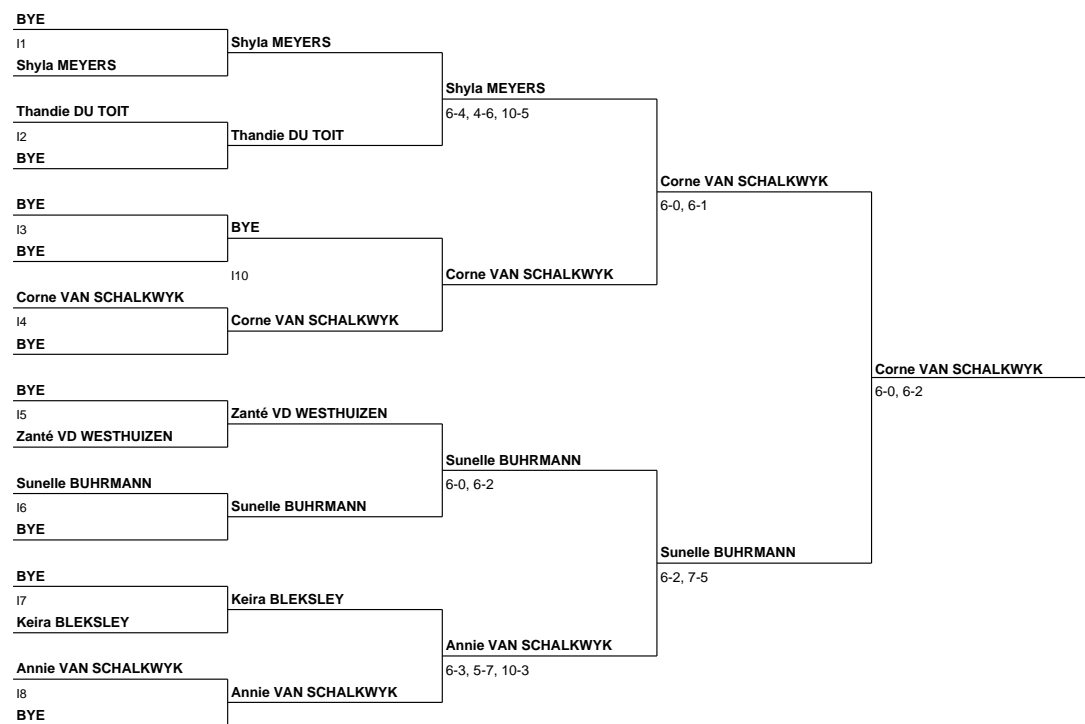 BYE
I1
Shyla MEYERS
Thandie DU TOIT
I2
BYE
BYE
I3
BYE
Corne VAN SCHALKWYK
I4
BYE
BYE
I5
Zanté VD WESTHUIZEN
Sunelle BUHRMANN
I6
BYE
BYE
I7
Keira BLEKSLEY
Annie VAN SCHALKWYK
I8
BYE
Shyla MEYERS
Thandie DU TOIT
BYE
I10
Corne VAN SCHALKWYK
Zanté VD WESTHUIZEN
Sunelle BUHRMANN
Keira BLEKSLEY
Annie VAN SCHALKWYK
Shyla MEYERS
6-4, 4-6, 10-5
Corne VAN SCHALKWYK
Sunelle BUHRMANN
6-0, 6-2
Annie VAN SCHALKWYK
6-3, 5-7, 10-3
Corne VAN SCHALKWYK
6-0, 6-1
Sunelle BUHRMANN
6-2, 7-5
Corne VAN SCHALKWYK
6-0, 6-2